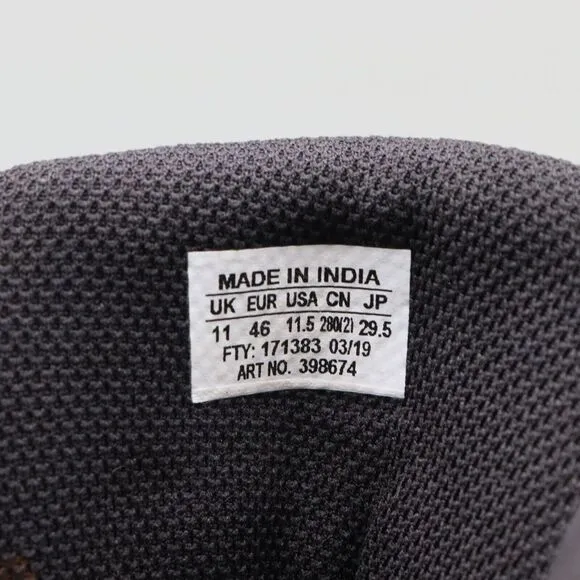 MADE IN INDIA
UK EUR USA CN JP
11 46 11.5 280(2) 29.5
FTY: 171383 03/19
ART NO. 398674